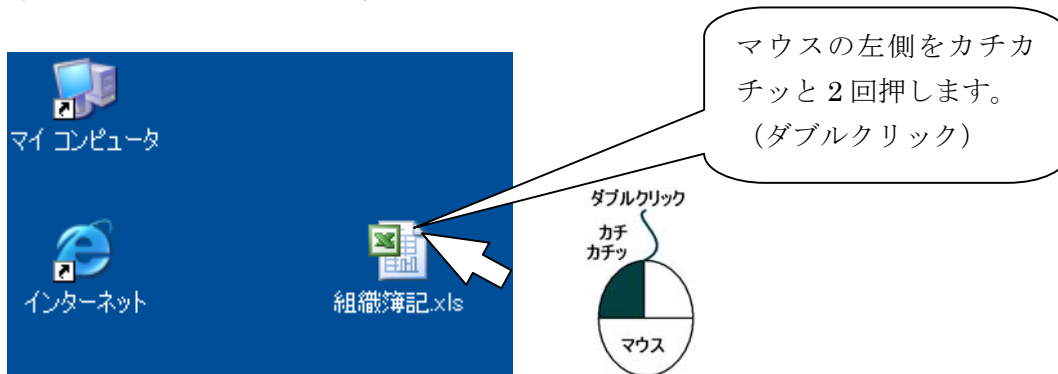 マウスの左側をカチカ
チッと 2 回押します。
（ダブルクリック）
マイ コンピュータ
インターネット
組織簿記.xls
ダブルクリック
カチ
カチッ
マウス